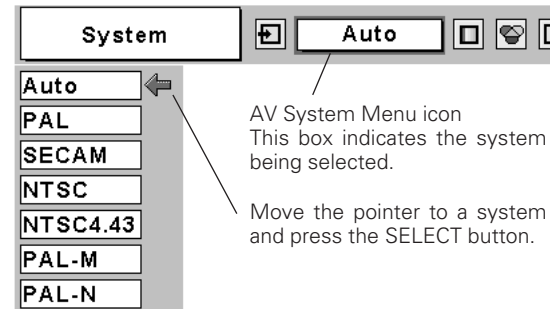 System
Auto
Auto
PAL
SECAM
NTSC
NTSC4.43
PAL-M
PAL-N
AV System Menu icon
This box indicates the system
being selected.
Move the pointer to a system
and press the SELECT button.